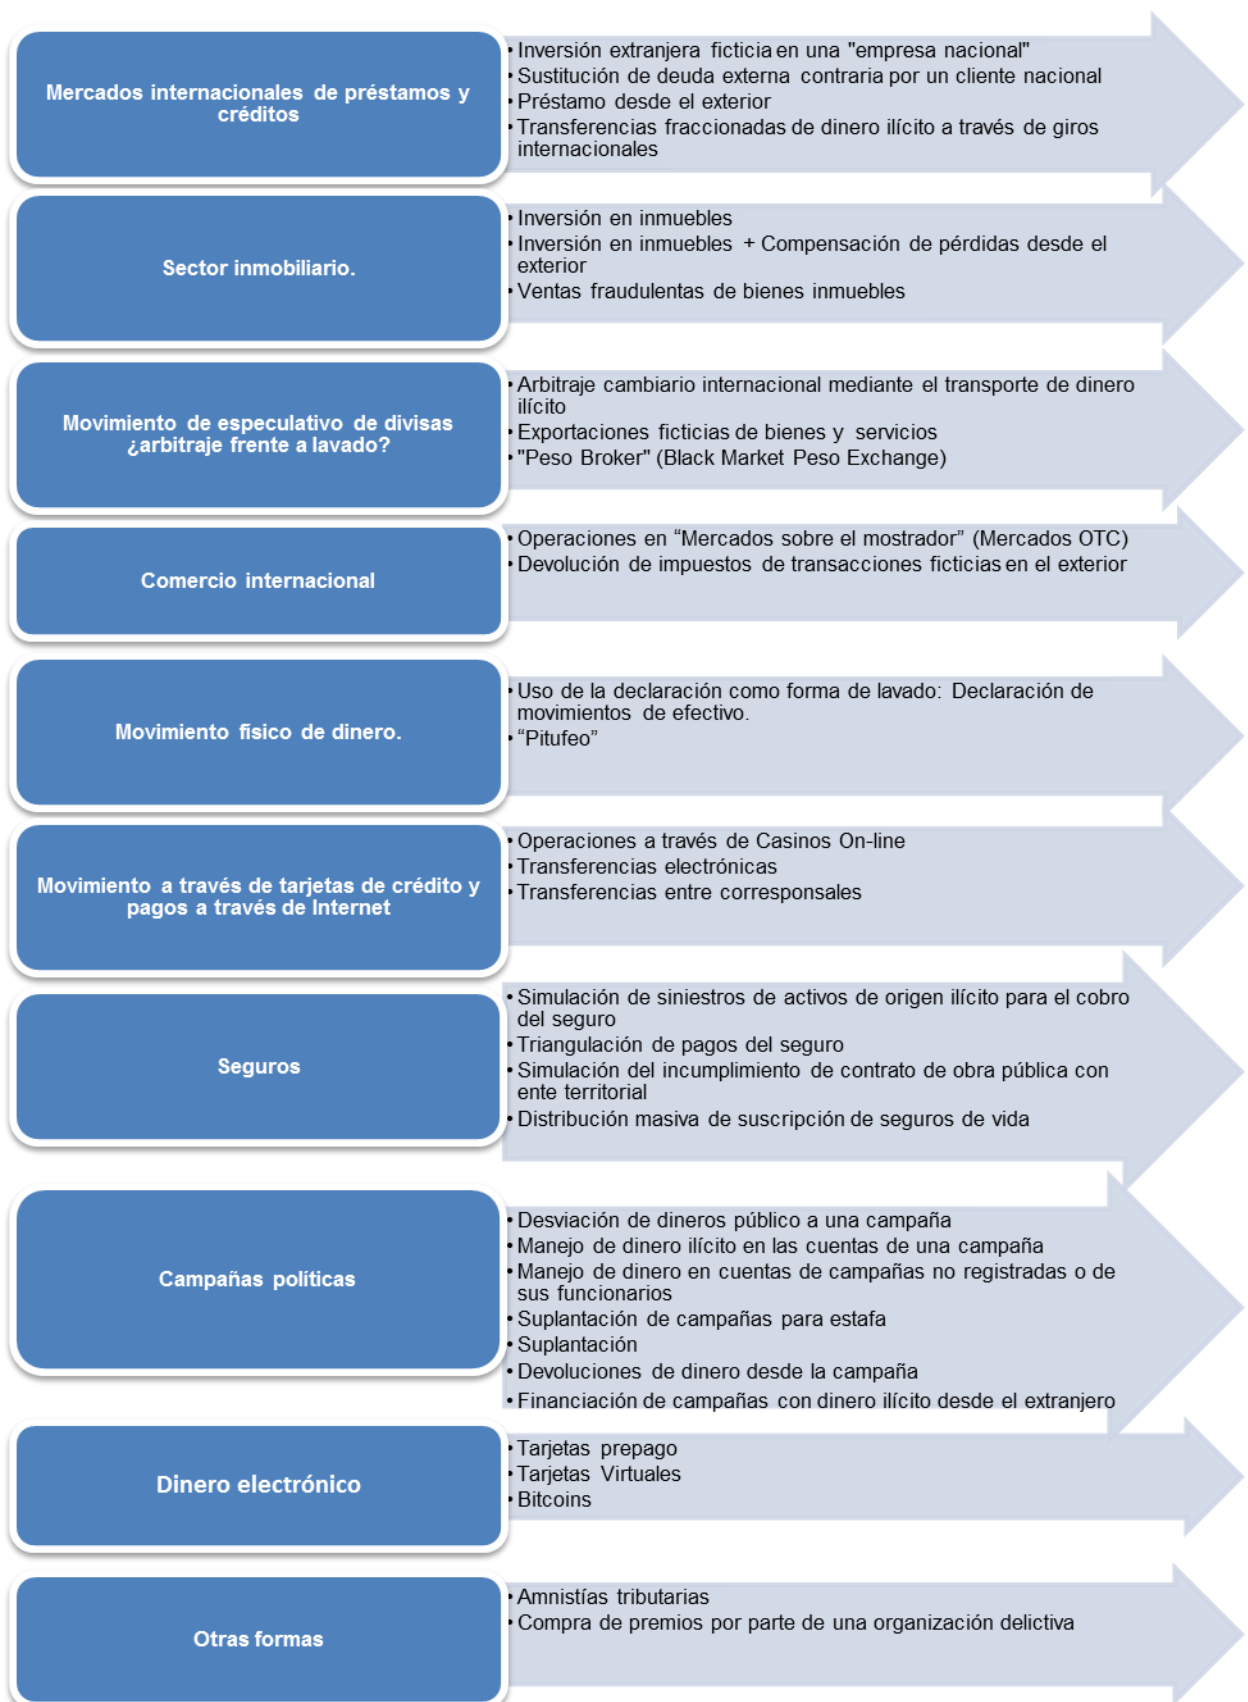 Mercados internacionales de préstamos y
créditos
• Inversión extranjera ficticia en una "empresa nacional"
• Sustitución de deuda externa contraria por un cliente nacional
• Préstamo desde el exterior
• Transferencias fraccionadas de dinero ilícito a través de giros
internacionales
Sector inmobiliario.
• Inversión en inmuebles
• Inversión en inmuebles + Compensación de pérdidas desde el
exterior
• Ventas fraudulentas de bienes inmuebles
Movimiento de especulativo de divisas
¿arbitraje frente a lavado?
• Arbitraje cambiario internacional mediante el transporte de dinero
ilícito
• Exportaciones ficticias de bienes y servicios
• "Peso Broker" (Black Market Peso Exchange)
Comercio internacional
• Operaciones en “Mercados sobre el mostrador” (Mercados OTC)
• Devolución de impuestos de transacciones ficticias en el exterior
Movimiento físico de dinero.
• Uso de la declaración como forma de lavado: Declaración de
movimientos de efectivo.
• “Pitufeo”
Movimiento a través de tarjetas de crédito y
pagos a través de Internet
• Operaciones a través de Casinos On-line
• Transferencias electrónicas
• Transferencias entre corresponsales
Seguros
• Simulación de siniestros de activos de origen ilícito para el cobro
del seguro
• Triangulación de pagos del seguro
• Simulación del incumplimiento de contrato de obra pública con
ente territorial
• Distribución masiva de suscripción de seguros de vida
Campañas políticas
• Desviación de dineros público a una campaña
• Manejo de dinero ilícito en las cuentas de una campaña
• Manejo de dinero en cuentas de campañas no registradas o de
sus funcionarios
• Suplantación de campañas para estafa
• Suplantación
• Devoluciones de dinero desde la campaña
• Financiación de campañas con dinero ilícito desde el extranjero
Dinero electrónico
• Tarjetas prepago
• Tarjetas Virtuales
• Bitcoins
Otras formas
• Amnistías tributarias
• Compra de premios por parte de una organización delictiva